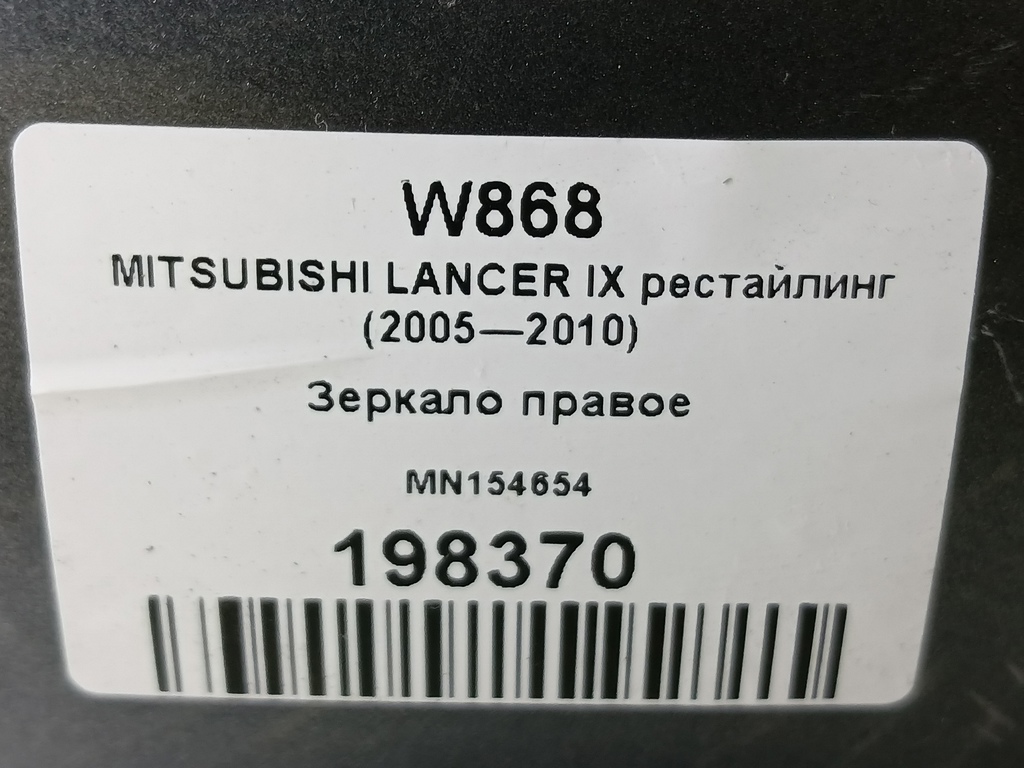 W868
MITSUBISHI LANCER IX рестайлинг
(2005—2010)
Зеркало правое
MN154654
198370